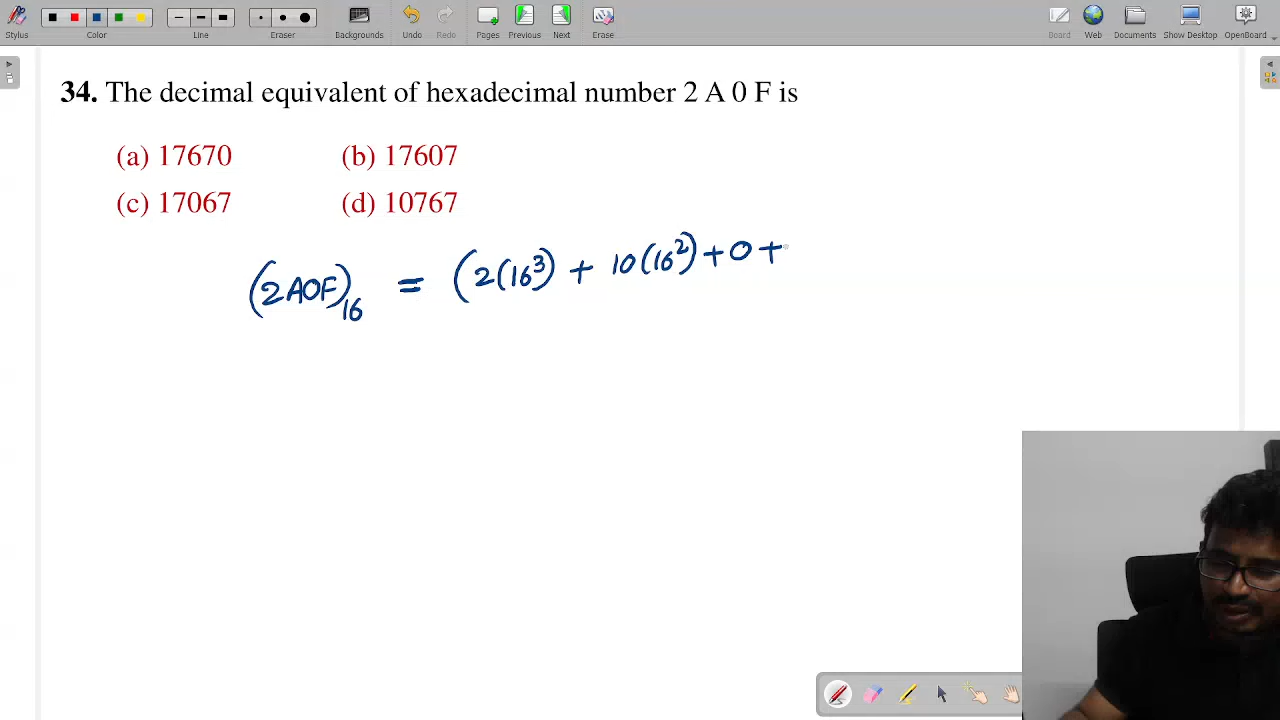 Stylus Color Line Eraser Backgrounds Undo Redo Pages Previous Next Erase Board Web Documents Show Desktop OpenBoard
34. The decimal equivalent of hexadecimal number 2 A 0 F is
(a) 17670 (b) 17607
(c) 17067 (d) 10767
(2A0F)₁₆ = (2(16³) + 10(16²) + 0 +